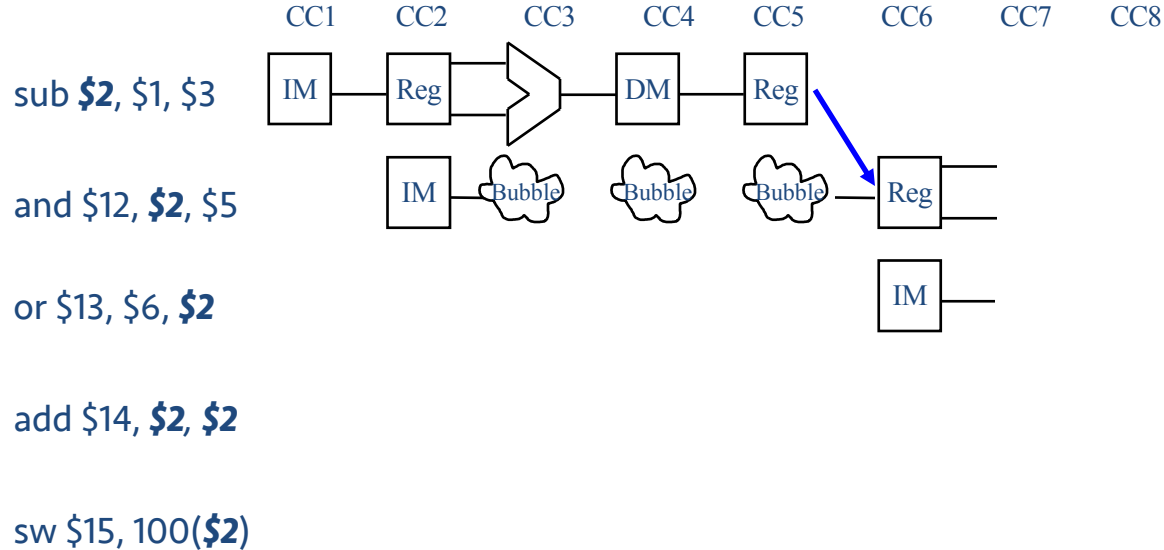 CC1 CC2 CC3 CC4 CC5 CC6 CC7 CC8
sub $2, $1, $3 IM Reg DM Reg
and $12, $2, $5 IM Bubble Bubble Bubble Reg
or $13, $6, $2 IM
add $14, $2, $2
sw $15, 100($2)